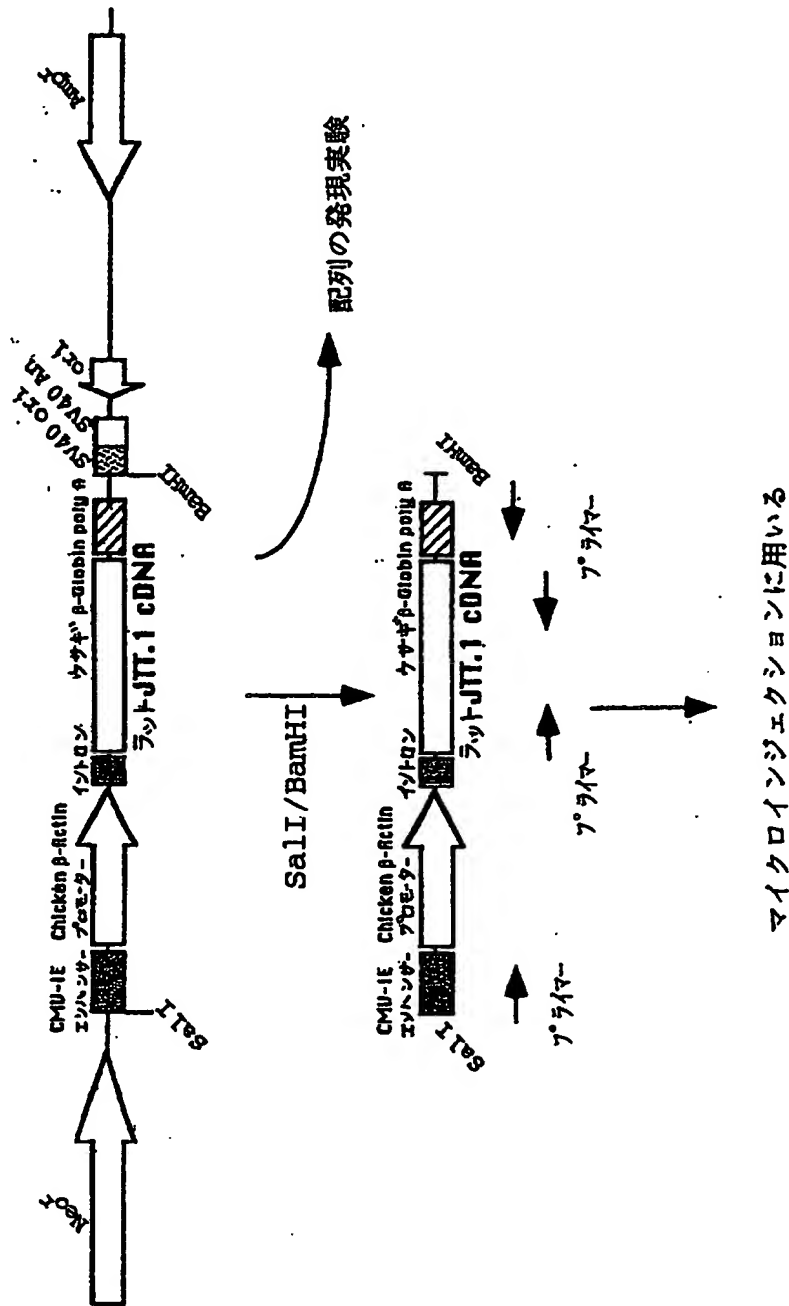 Neoʳ
CMU-IE
エンハンサー
Chicken β-Actin
プロモーター
イントロン
ウサギ β-Globin poly A
ラットJTT.1 cDNA
SV40 ori
SV40 An
ori
Ampʳ
SalI
BamHI
SalI/BamHI
配列の発現実験
CMU-IE
エンハンサー
Chicken β-Actin
プロモーター
イントロン
ウサギ β-Globin poly A
ラットJTT.1 cDNA
SalI
BamHI
プライマー
プライマー
プライマー
マイクロインジェクションに用いる